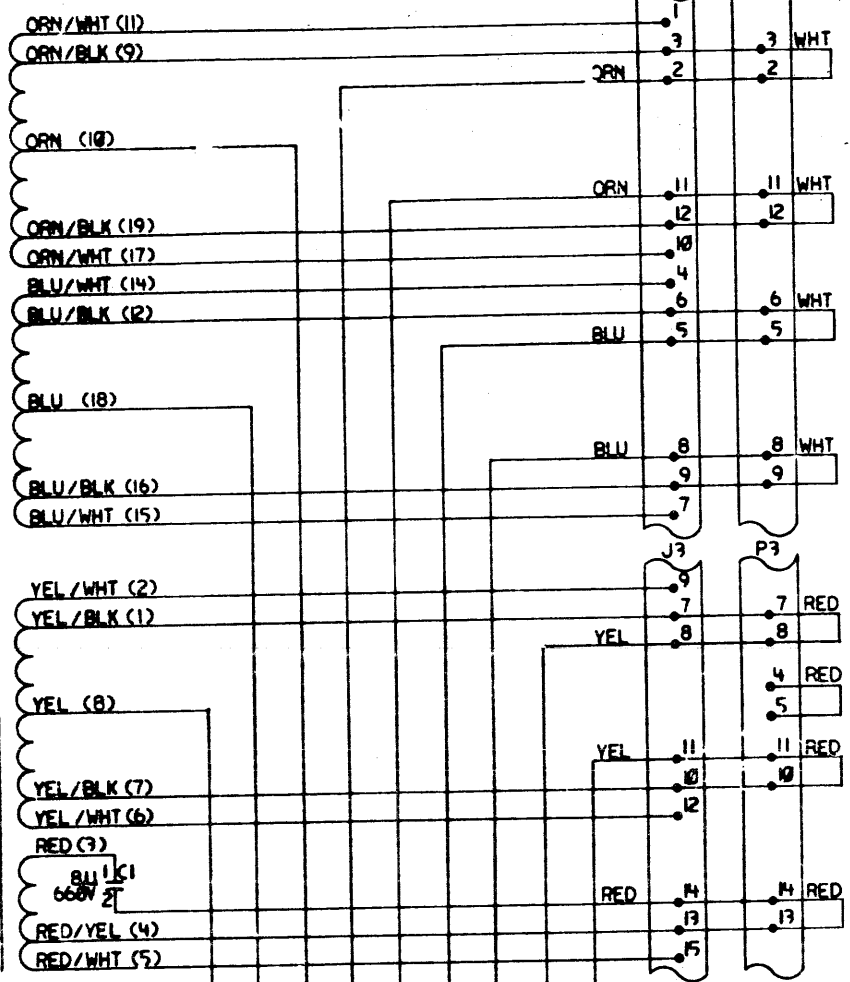 ORN/WHT (11) 1
ORN/BLK (9) 3 3 WHT
ORN 2 2
ORN (10)
ORN 11 11 WHT
ORN/BLK (19) 12 12
ORN/WHT (17) 10
BLU/WHT (14) 4
BLU/BLK (12) 6 6 WHT
BLU 5 5
BLU (18)
BLU 8 8 WHT
BLU/BLK (16) 9 9
BLU/WHT (15) 7
J3 P3
YEL/WHT (2) 9
YEL/BLK (1) 7 7 RED
YEL 8 8
4 RED
YEL (8) 5
YEL 11 11 RED
YEL/BLK (7) 10 10
YEL/WHT (6) 12
RED (3)
8U 1 C1
660V 2
RED 14 14 RED
RED/YEL (4) 13 13
RED/WHT (5) 15